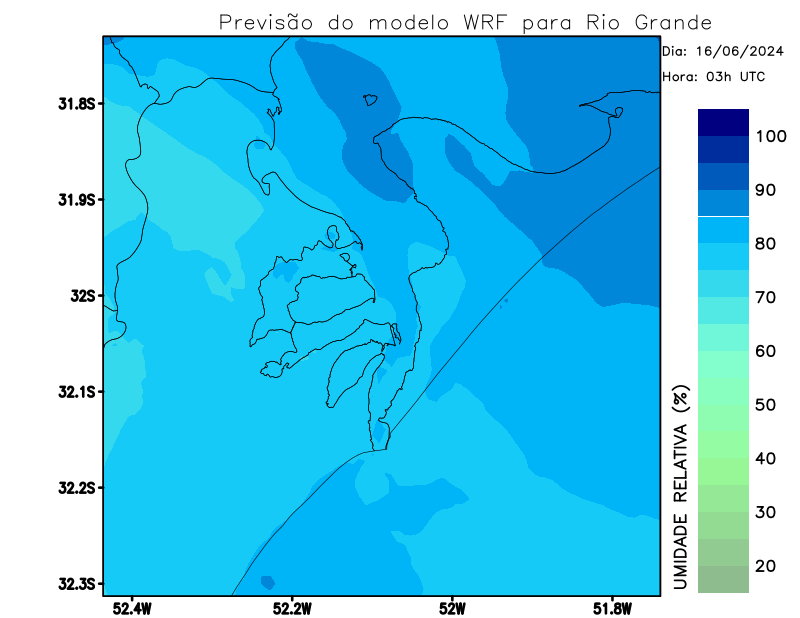 Previsão do modelo WRF para Rio Grande
Dia: 16/06/2024
Hora: 03h UTC
31.8S
31.9S
32S
32.1S
32.2S
32.3S
52.4W
52.2W
52W
51.8W
UMIDADE RELATIVA (%)
100
90
80
70
60
50
40
30
20